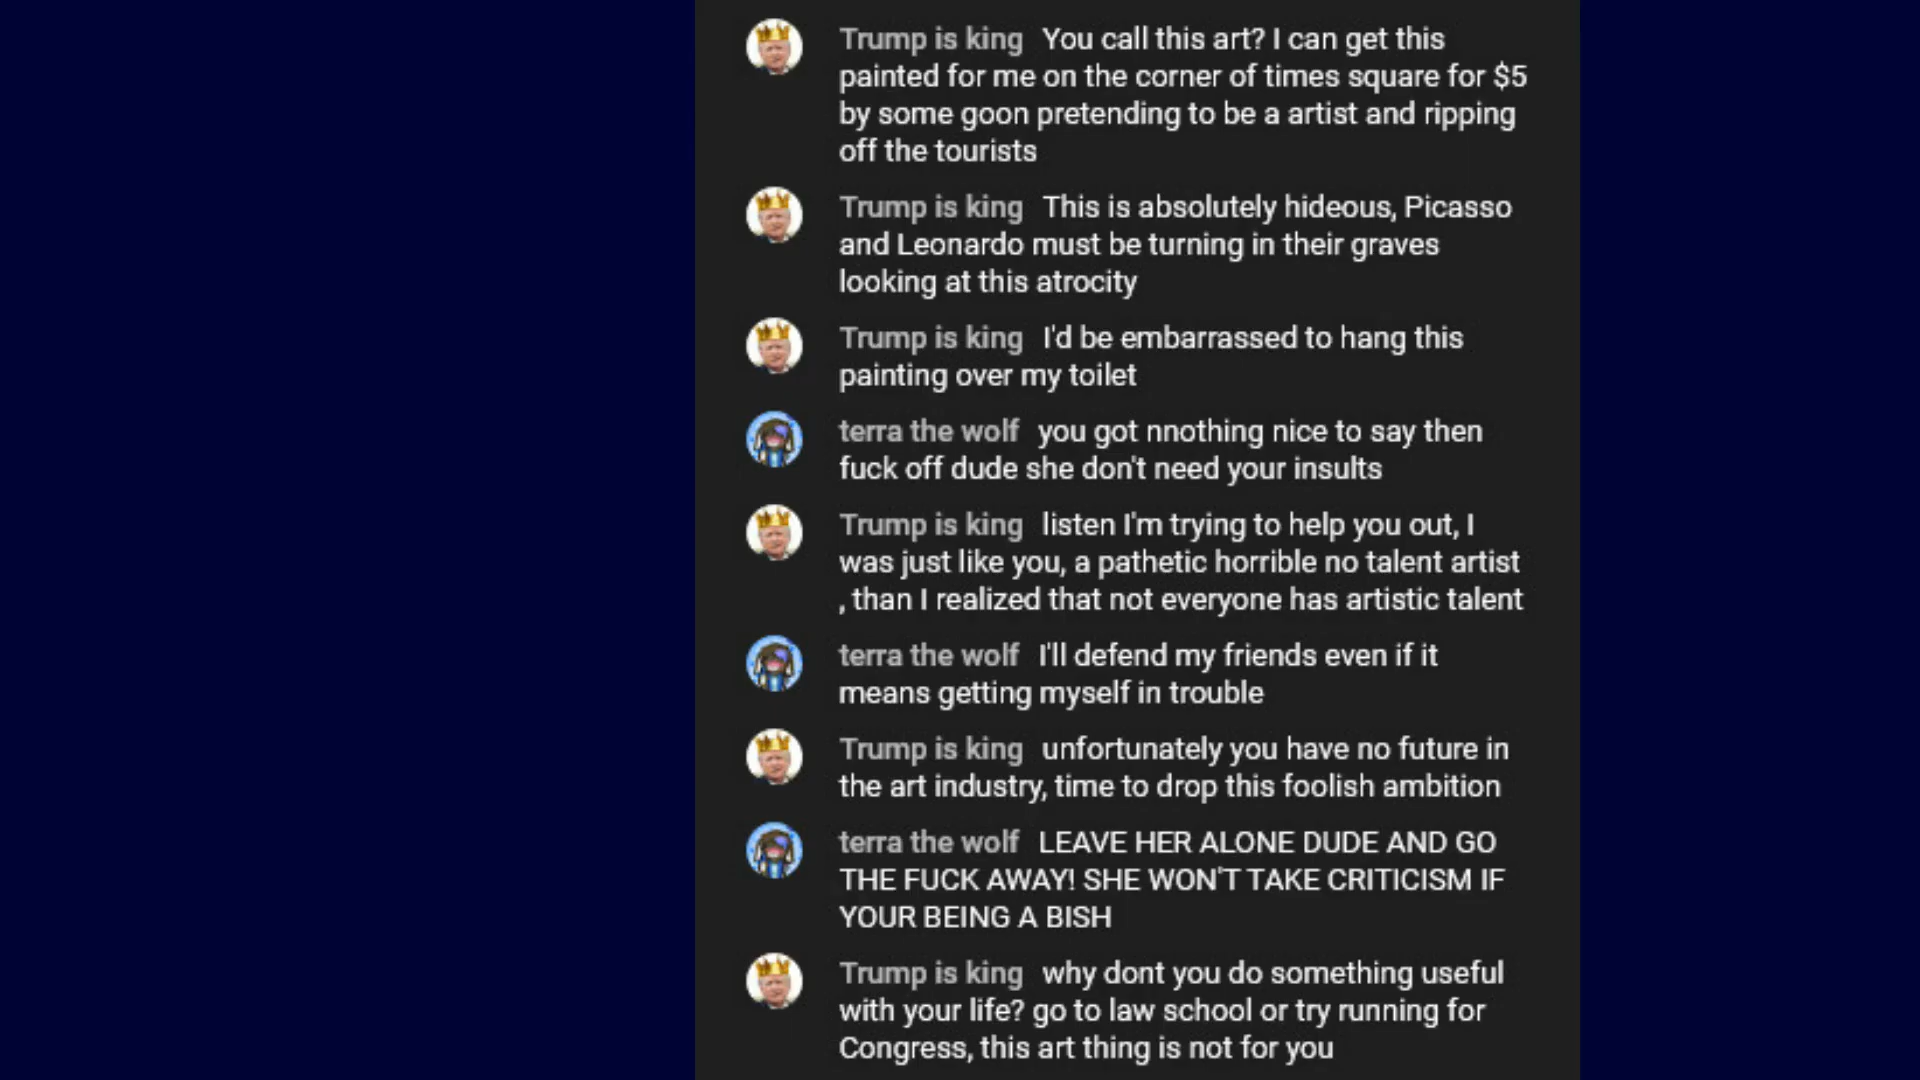 Trump is king You call this art? I can get this
painted for me on the corner of times square for $5
by some goon pretending to be a artist and ripping
off the tourists
Trump is king This is absolutely hideous, Picasso
and Leonardo must be turning in their graves
looking at this atrocity
Trump is king I'd be embarrassed to hang this
painting over my toilet
terra the wolf you got nnothing nice to say then
fuck off dude she don't need your insults
Trump is king listen I'm trying to help you out, I
was just like you, a pathetic horrible no talent artist
, than I realized that not everyone has artistic talent
terra the wolf I'll defend my friends even if it
means getting myself in trouble
Trump is king unfortunately you have no future in
the art industry, time to drop this foolish ambition
terra the wolf LEAVE HER ALONE DUDE AND GO
THE FUCK AWAY! SHE WON'T TAKE CRITICISM IF
YOUR BEING A BISH
Trump is king why dont you do something useful
with your life? go to law school or try running for
Congress, this art thing is not for you